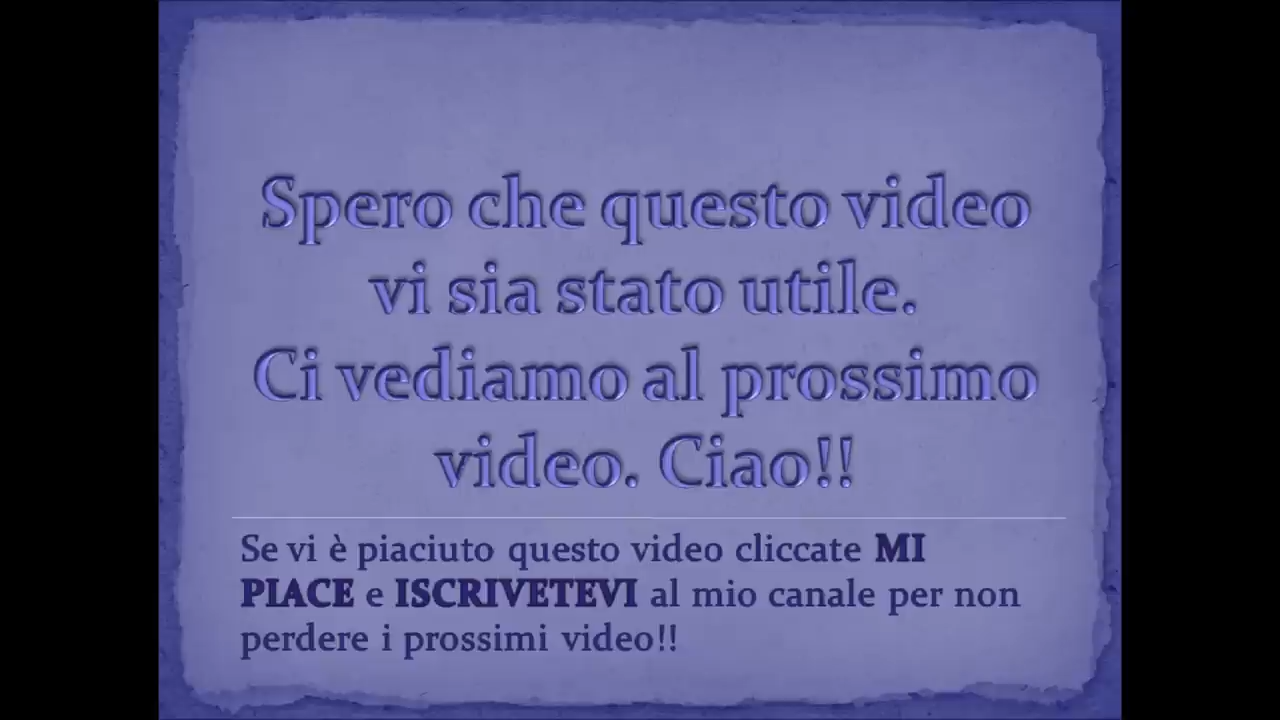 Spero che questo video
vi sia stato utile.
Ci vediamo al prossimo
video. Ciao!!
Se vi è piaciuto questo video cliccate MI
PIACE e ISCRIVETEVI al mio canale per non
perdere i prossimi video!!